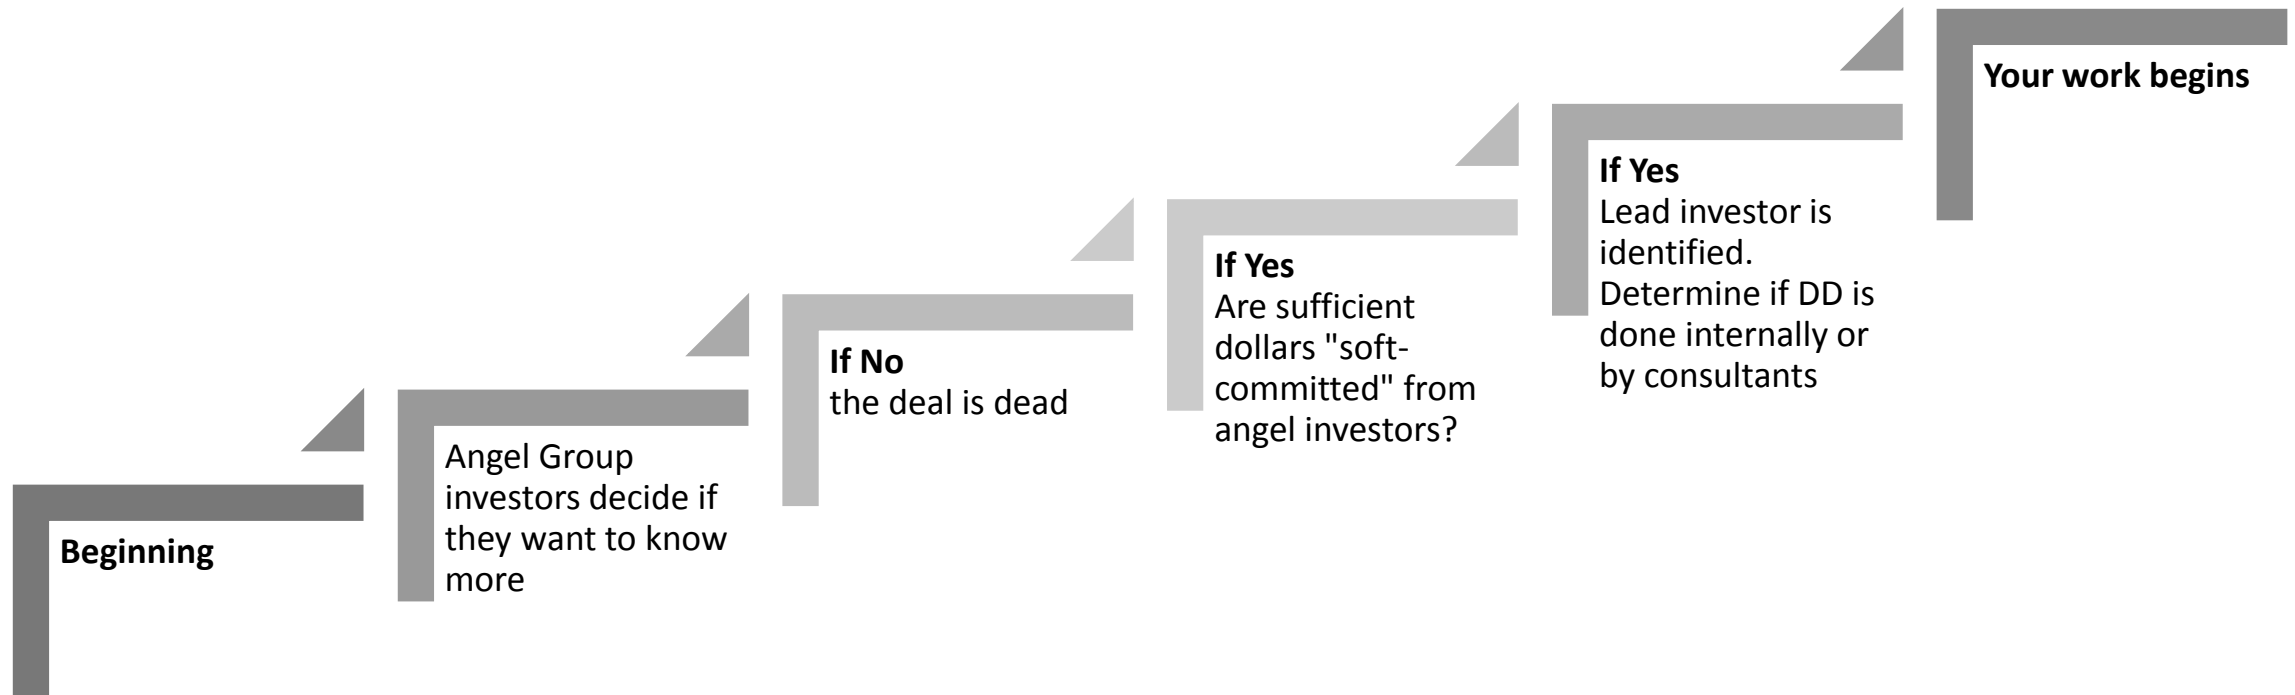 Beginning
Angel Group
investors decide if
they want to know
more
If No
the deal is dead
If Yes
Are sufficient
dollars "soft-
committed" from
angel investors?
If Yes
Lead investor is
identified.
Determine if DD is
done internally or
by consultants
Your work begins